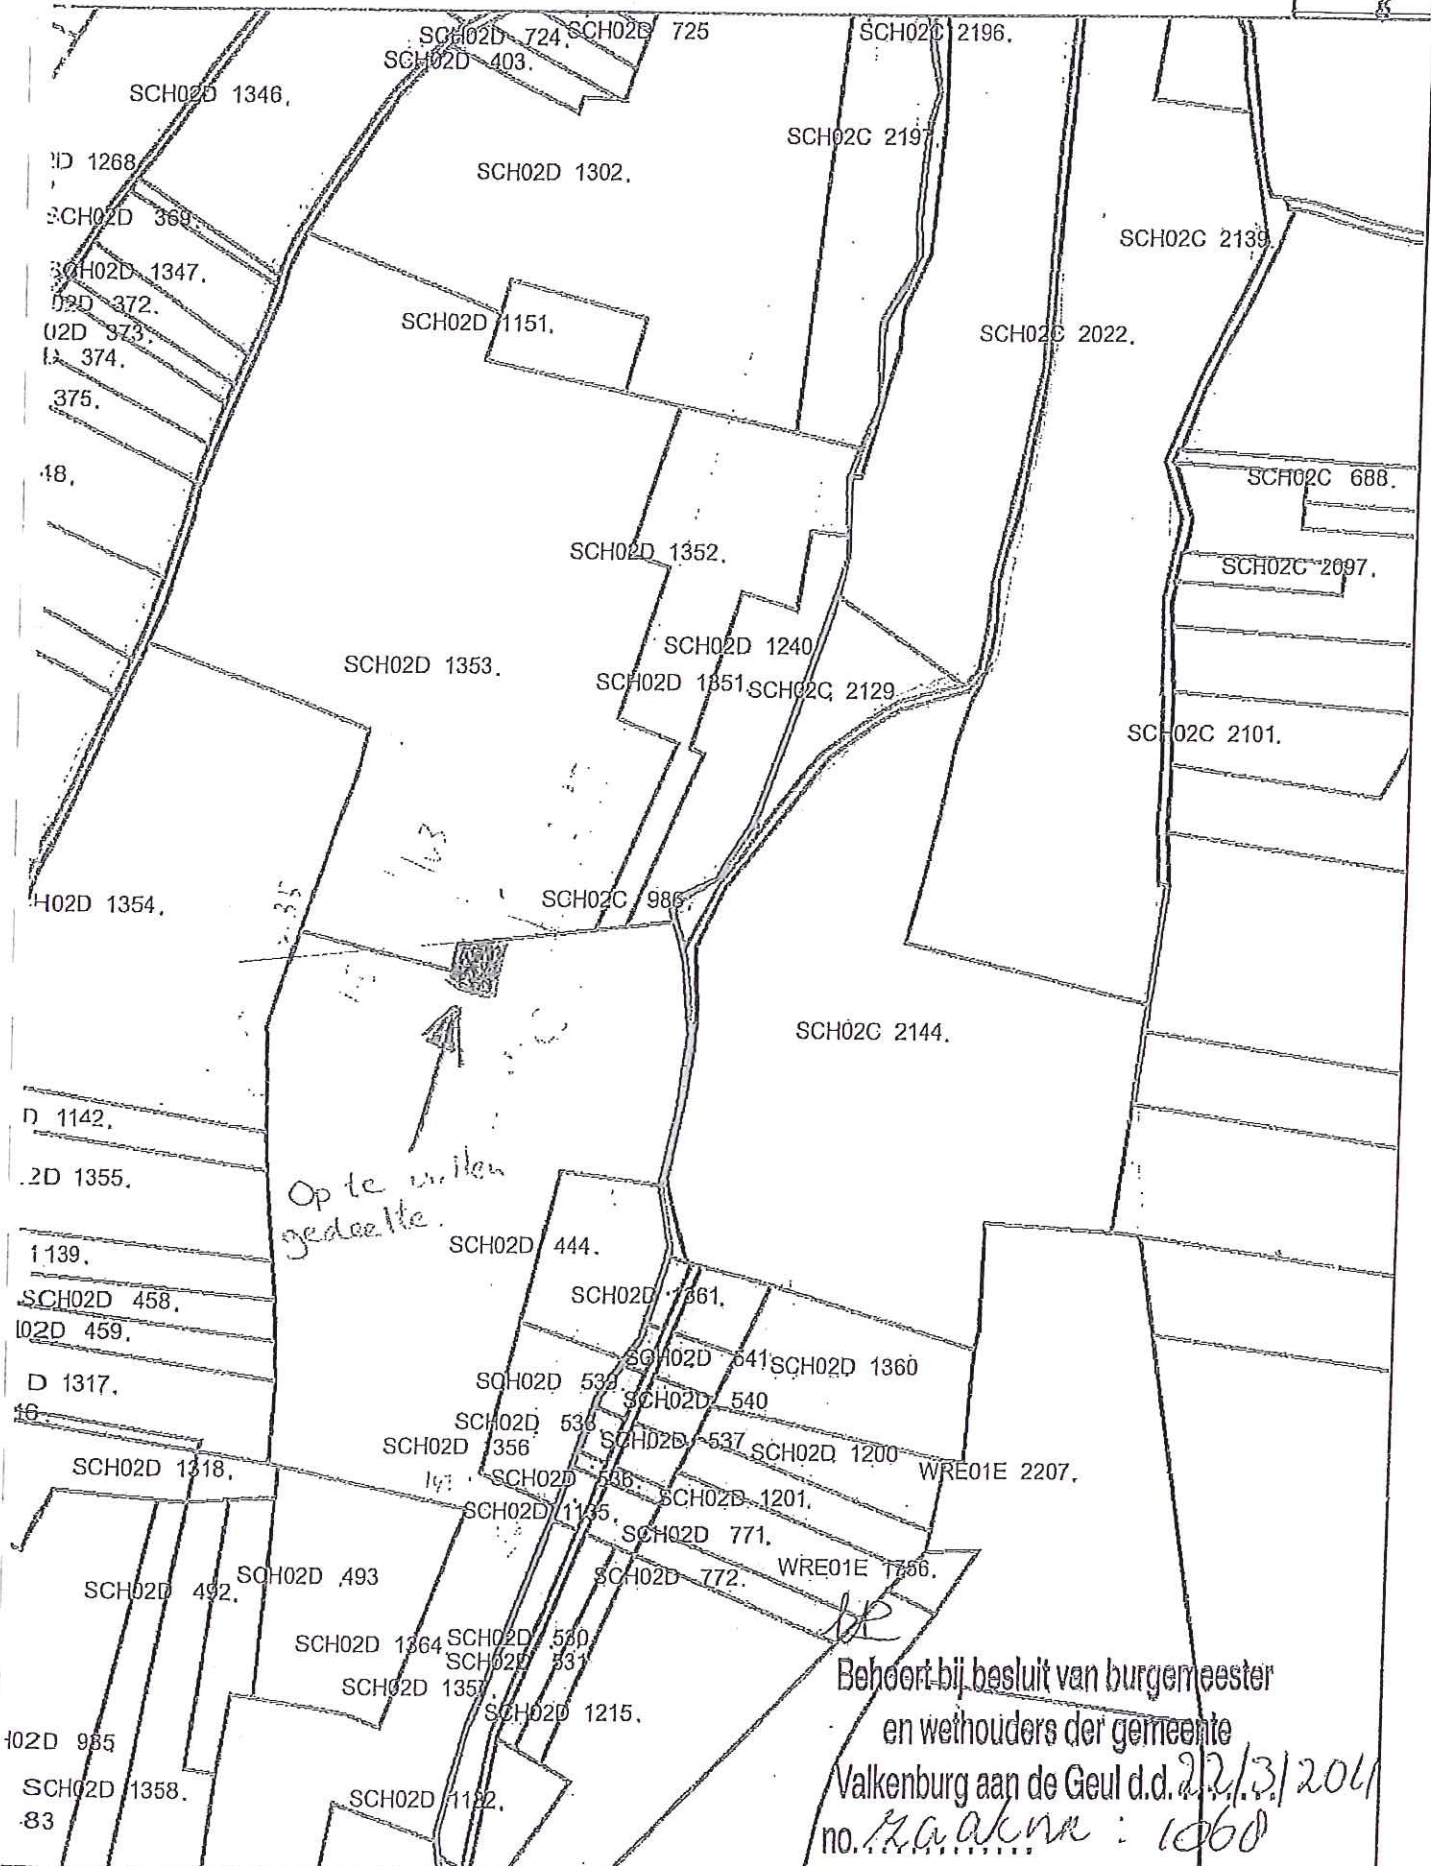 SCH02D 724. SCH02D 725
SCH02C 2196.
SCH02D 403.
SCH02D 1346.
SCH02C 2197.
D 1268
SCH02D 1302.
SCH02D 369.
SCH02C 2139.
SCH02D 1347.
02D 372.
SCH02D 1151.
02D 373.
SCH02C 2022.
374.
375.
48.
SCH02C 688.
SCH02D 1352.
SCH02C 2097.
SCH02D 1240
SCH02D 1353.
SCH02D 1351.
SCH02C 2129
SCH02C 2101.
163
35
SCH02C 986.
H02D 1354.
SCH02C 2144.
D 1142.
2D 1355.
Op te
gedeelte.
SCH02D 444.
1139.
SCH02D 1361.
SCH02D 458.
02D 459.
SCH02D 541
SCH02D 1360
D 1317.
SCH02D 539.
SCH02D 540
16.
SCH02D 538
SCH02D 537
SCH02D 1356
SCH02D 1200
SCH02D 1318.
WRE01E 2207.
SCH02D 536.
SCH02D 1201.
SCH02D 1135.
SCH02D 771.
SCH02D 492.
SCH02D 493
SCH02D 772.
WRE01E 1756.
SCH02D 1364
SCH02D 530
SCH02D 531
SCH02D 1357.
SCH02D 1215.
H02D 985
SCH02D 1358.
SCH02D 1182.
83
Behoort bij besluit van burgemeester
en wethouders der gemeente
Valkenburg aan de Geul d.d. 22/3/2011
no. zaaknr : 1060